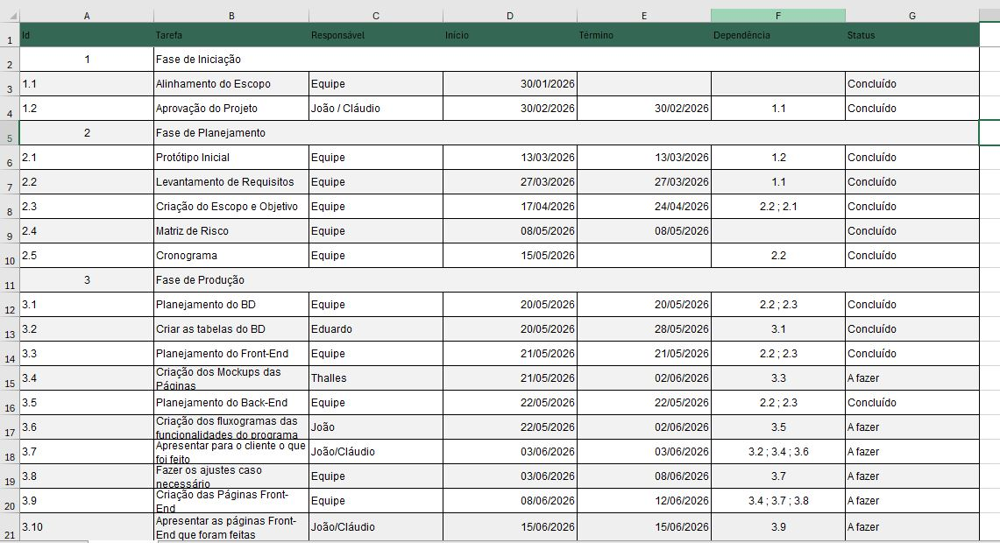 A B C D E F G
1 Id Tarefa Responsável Início Término Dependência Status
2 1 Fase de Iniciação
3 1.1 Alinhamento do Escopo Equipe 30/01/2026 Concluído
4 1.2 Aprovação do Projeto João / Cláudio 30/02/2026 30/02/2026 1.1 Concluído
5 2 Fase de Planejamento
6 2.1 Protótipo Inicial Equipe 13/03/2026 13/03/2026 1.2 Concluído
7 2.2 Levantamento de Requisitos Equipe 27/03/2026 27/03/2026 1.1 Concluído
8 2.3 Criação do Escopo e Objetivo Equipe 17/04/2026 24/04/2026 2.2 ; 2.1 Concluído
9 2.4 Matriz de Risco Equipe 08/05/2026 08/05/2026 Concluído
10 2.5 Cronograma Equipe 15/05/2026 2.2 Concluído
11 3 Fase de Produção
12 3.1 Planejamento do BD Equipe 20/05/2026 20/05/2026 2.2 ; 2.3 Concluído
13 3.2 Criar as tabelas do BD Eduardo 20/05/2026 28/05/2026 3.1 Concluído
14 3.3 Planejamento do Front-End Equipe 21/05/2026 21/05/2026 2.2 ; 2.3 Concluído
15 3.4 Criação dos Mockups das
Páginas Thalles 21/05/2026 02/06/2026 3.3 A fazer
16 3.5 Planejamento do Back-End Equipe 22/05/2026 22/05/2026 2.2 ; 2.3 Concluído
17 3.6 Criação dos fluxogramas das
funcionalidades do programa João 22/05/2026 02/06/2026 3.5 A fazer
18 3.7 Apresentar para o cliente o que
foi feito João/Cláudio 03/06/2026 03/06/2026 3.2 ; 3.4 ; 3.6 A fazer
19 3.8 Fazer os ajustes caso
necessário Equipe 03/06/2026 08/06/2026 3.7 A fazer
20 3.9 Criação das Páginas Front-
End Equipe 08/06/2026 12/06/2026 3.4 ; 3.7 ; 3.8 A fazer
21 3.10 Apresentar as páginas Front-
End que foram feitas João/Cláudio 15/06/2026 15/06/2026 3.9 A fazer